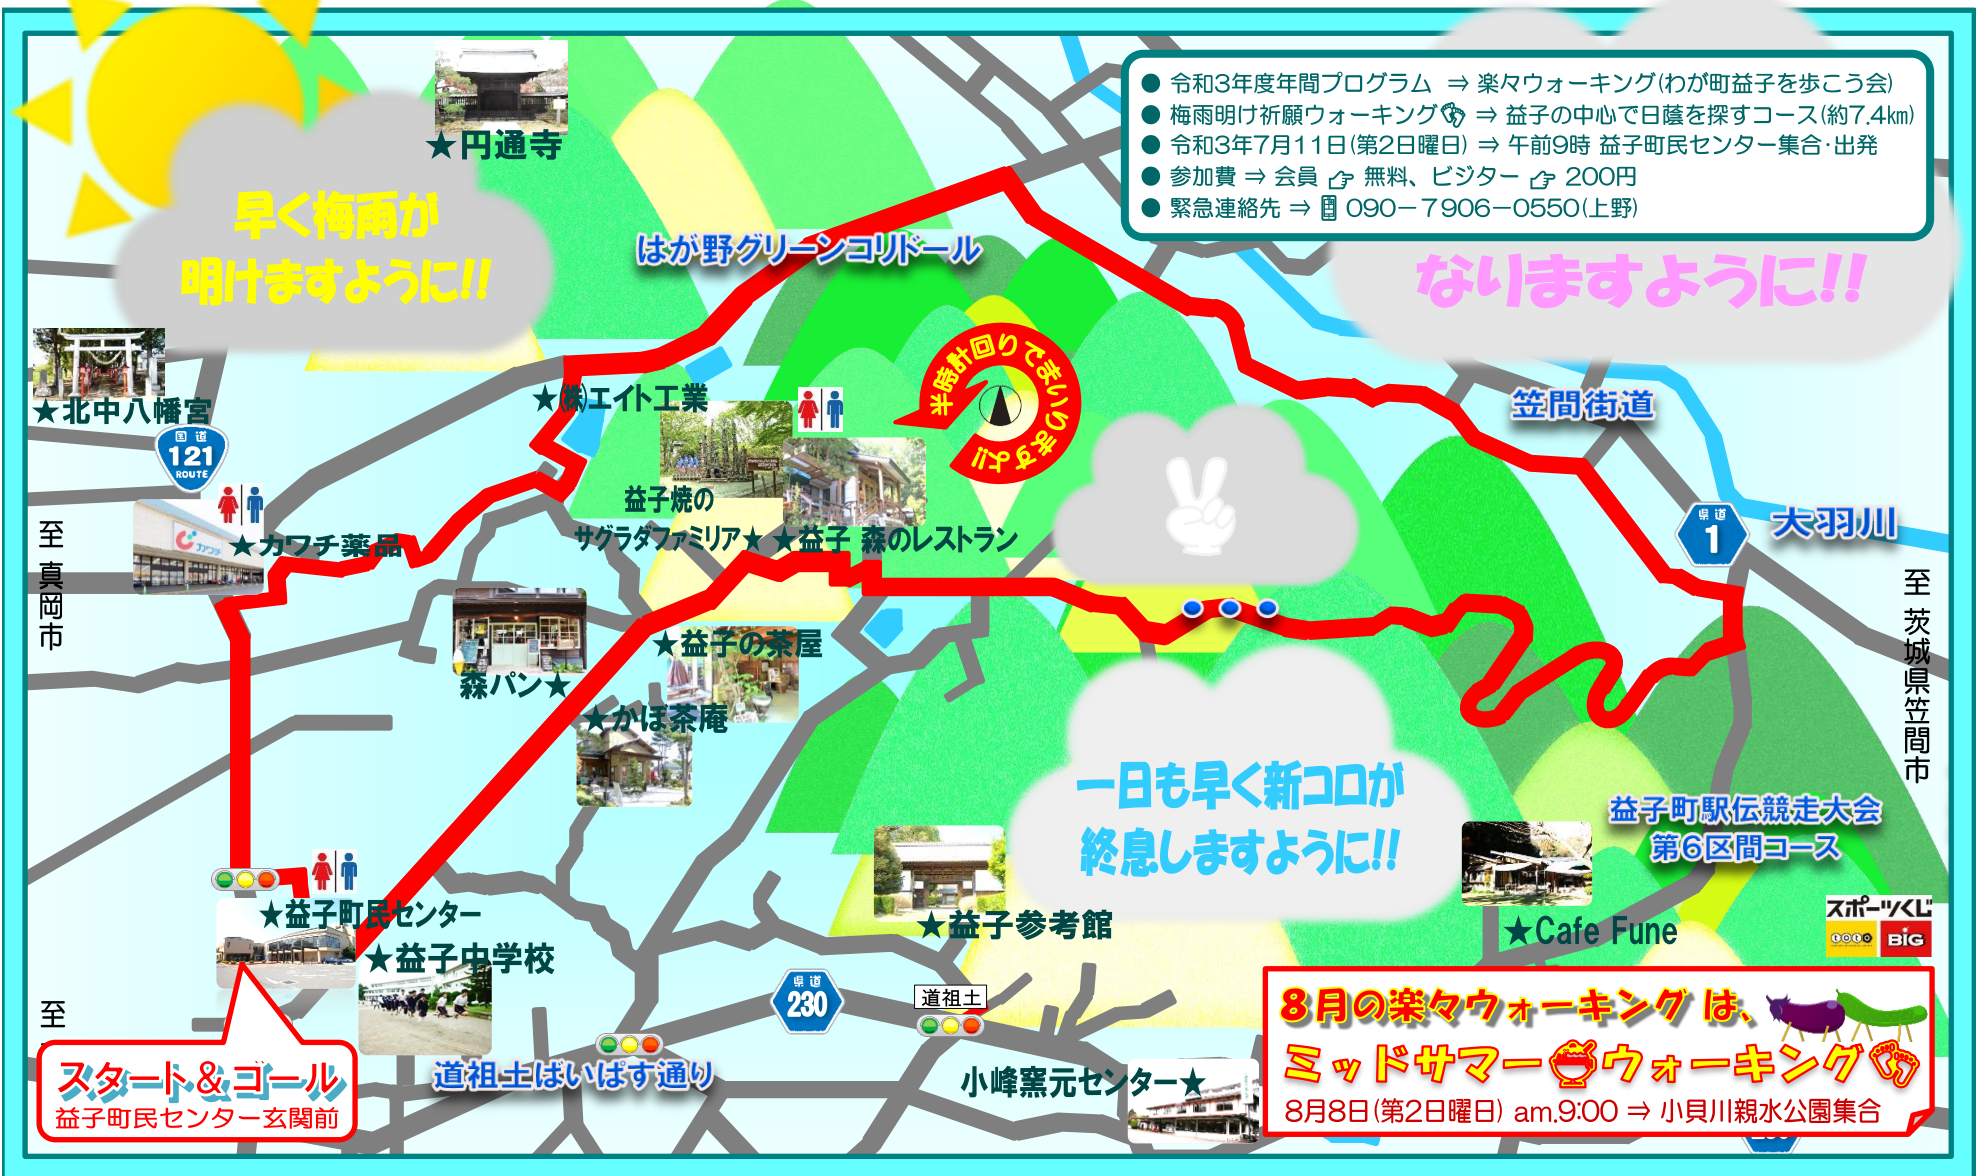 ● 令和3年度年間プログラム ⇒ 楽々ウォーキング(わが町益子を歩こう会)
● 梅雨明け祈願ウォーキング ⇒ 益子の中心で日蔭を探すコース(約7.4㎞)
● 令和3年7月11日(第2日曜日) ⇒ 午前9時 益子町民センター集合・出発
● 参加費 ⇒ 会員 無料、ビジター 200円
● 緊急連絡先 ⇒ 090－7906－0550(上野)
★円通寺
早く梅雨が
明けますように!!
はが野グリーンコリドール
なりますように!!
★北中八幡宮
国道
121
ROUTE
★㈱エイト工業
半時計回りでまいりますよ!!
笠間街道
益子焼の
サグラダファミリア★
★益子 森のレストラン
県道
1
大羽川
至 真岡市
カワチ
★カワチ薬品
至 茨城県笠間市
森パン★
★益子の茶屋
★かぼ茶庵
一日も早く新コロが
終息しますように!!
益子町駅伝競走大会
第6区間コース
★益子町民センター
★益子中学校
★益子参考館
★Cafe Fune
スポーツくじ
toto
BIG
県道
230
道祖土
至
道祖土ばいぱす通り
小峰窯元センター★
スタート&ゴール
益子町民センター玄関前
8月の楽々ウォーキング は、
ミッドサマーウォーキング
8月8日(第2日曜日) am.9:00 ⇒ 小貝川親水公園集合